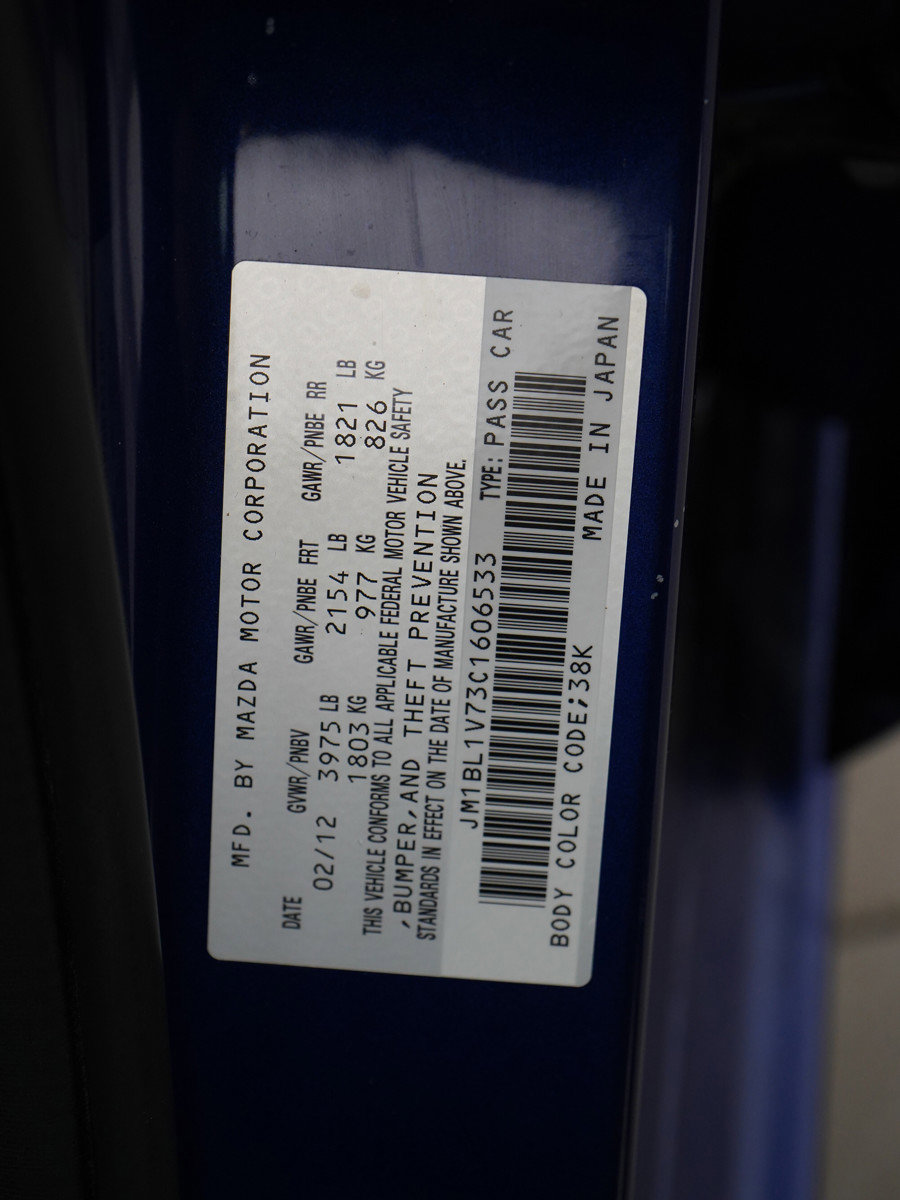 MFD. BY MAZDA MOTOR CORPORATION
DATE GVWR/PNBV GAWR/PNBE FRT GAWR/PNBE RR
02/12 3975 LB 2154 LB 1821 LB
1803 KG 977 KG 826 KG
THIS VEHICLE CONFORMS TO ALL APPLICABLE FEDERAL MOTOR VEHICLE SAFETY
,BUMPER,AND THEFT PREVENTION
STANDARDS IN EFFECT ON THE DATE OF MANUFACTURE SHOWN ABOVE.
JM1BL1V73C1606533 TYPE: PASS CAR
BODY COLOR CODE;38K MADE IN JAPAN